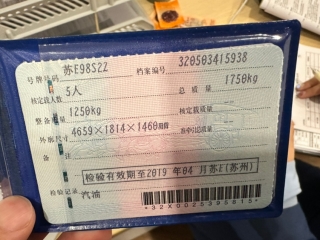 号牌号码 苏E98S2Z 档案编号 320503415938
核定载人数 5人 总质量 1750kg
整备质量 1250kg 核定载质量 --
外廓尺寸 4659×1814×1460mm 准牵引总质量 --
备注
检验有效期至2019年04月苏E(苏州)
检验记录 汽油